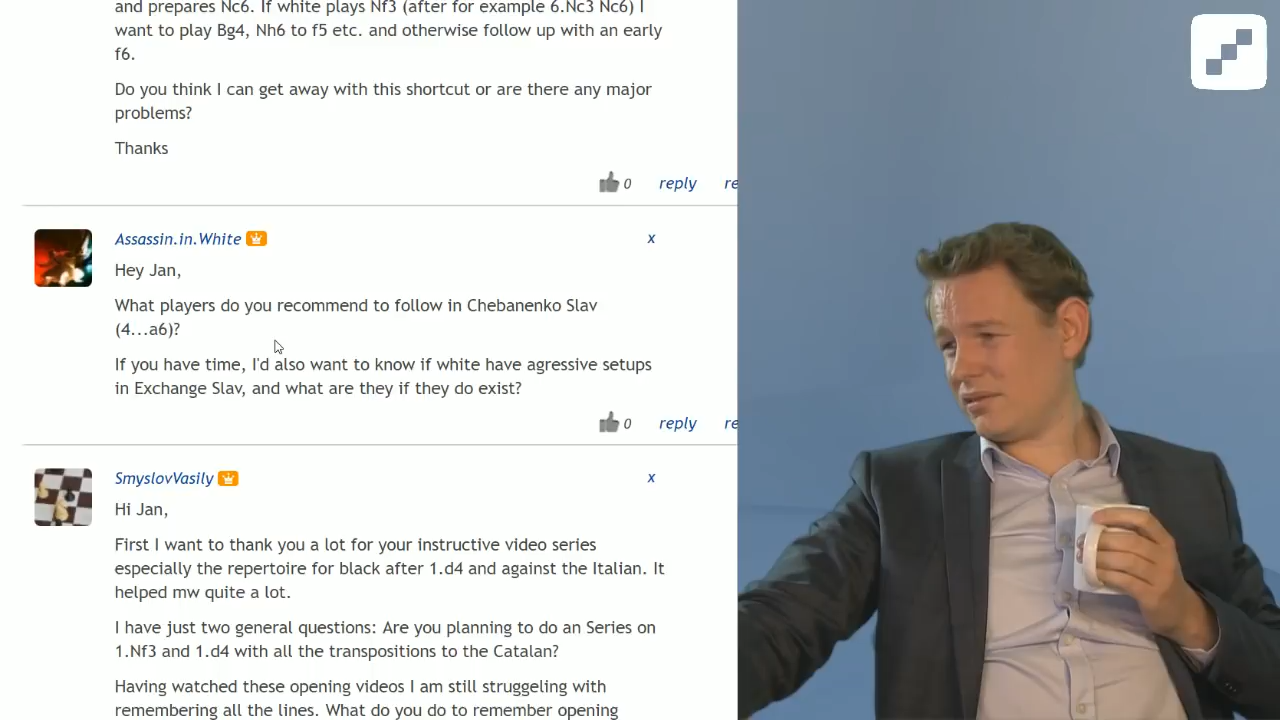 and prepares Nc6. If white plays Nf3 (after for example 6.Nc3 Nc6) I
want to play Bg4, Nh6 to f5 etc. and otherwise follow up with an early
f6.
Do you think I can get away with this shortcut or are there any major
problems?
Thanks
0 reply re
Assassin.in.White x
Hey Jan,
What players do you recommend to follow in Chebanenko Slav
(4...a6)?
If you have time, I'd also want to know if white have agressive setups
in Exchange Slav, and what are they if they do exist?
0 reply re
SmyslovVasily x
Hi Jan,
First I want to thank you a lot for your instructive video series
especially the repertoire for black after 1.d4 and against the Italian. It
helped mw quite a lot.
I have just two general questions: Are you planning to do an Series on
1.Nf3 and 1.d4 with all the transpositions to the Catalan?
Having watched these opening videos I am still struggeling with
remembering all the lines. What do you do to remember opening